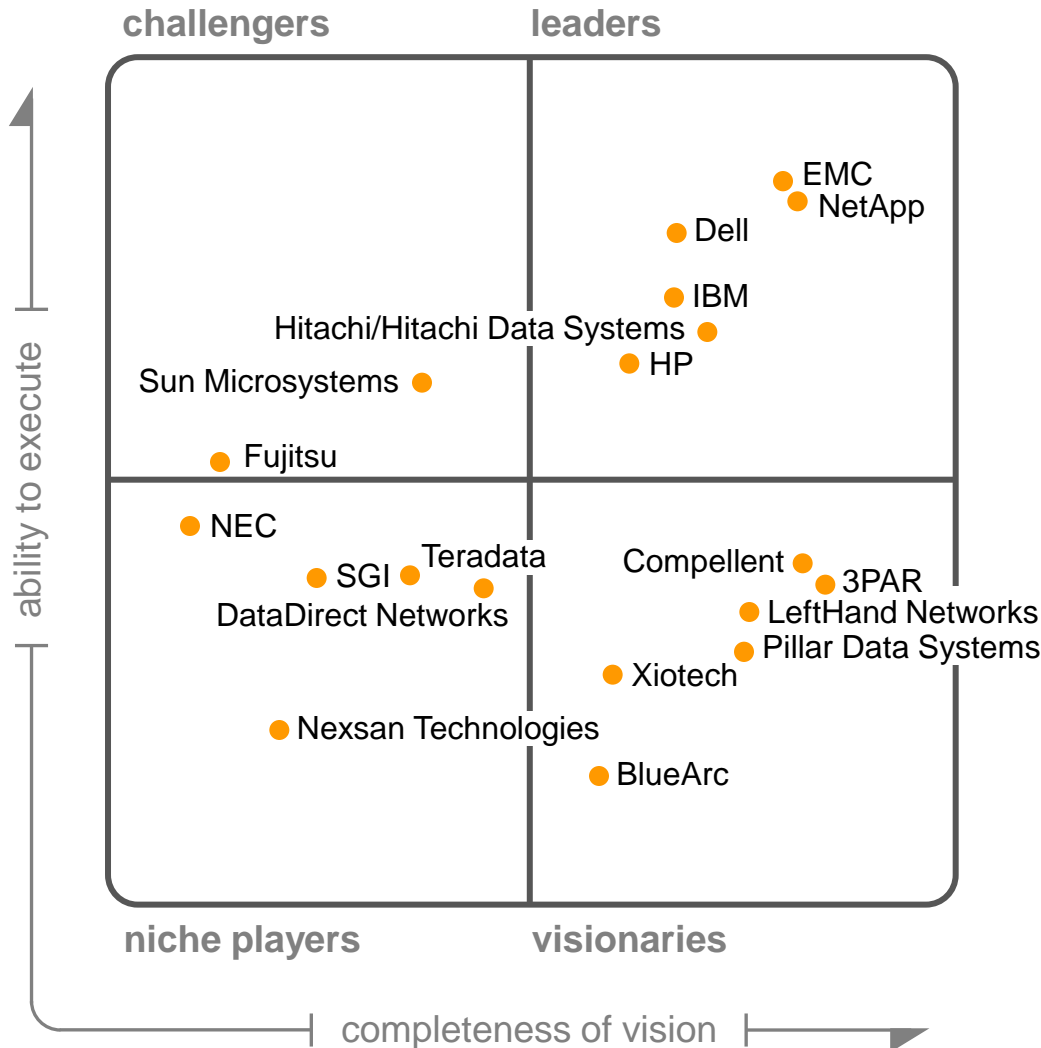 challengers
leaders
EMC
NetApp
Dell
IBM
Hitachi/Hitachi Data Systems
HP
Sun Microsystems
Fujitsu
ability to execute
NEC
Teradata
SGI
DataDirect Networks
Compellent
3PAR
LeftHand Networks
Pillar Data Systems
Xiotech
Nexsan Technologies
BlueArc
niche players
visionaries
completeness of vision